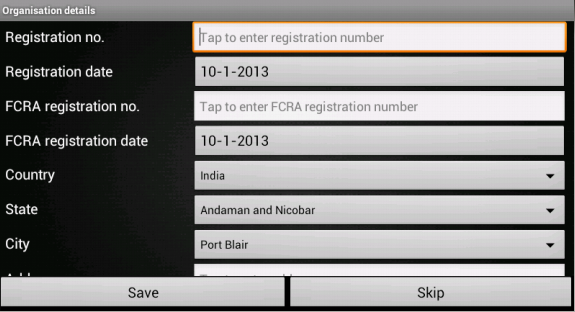 Organisation details
Registration no. Tap to enter registration number
Registration date 10-1-2013
FCRA registration no. Tap to enter FCRA registration number
FCRA registration date 10-1-2013
Country India
State Andaman and Nicobar
City Port Blair
Save Skip